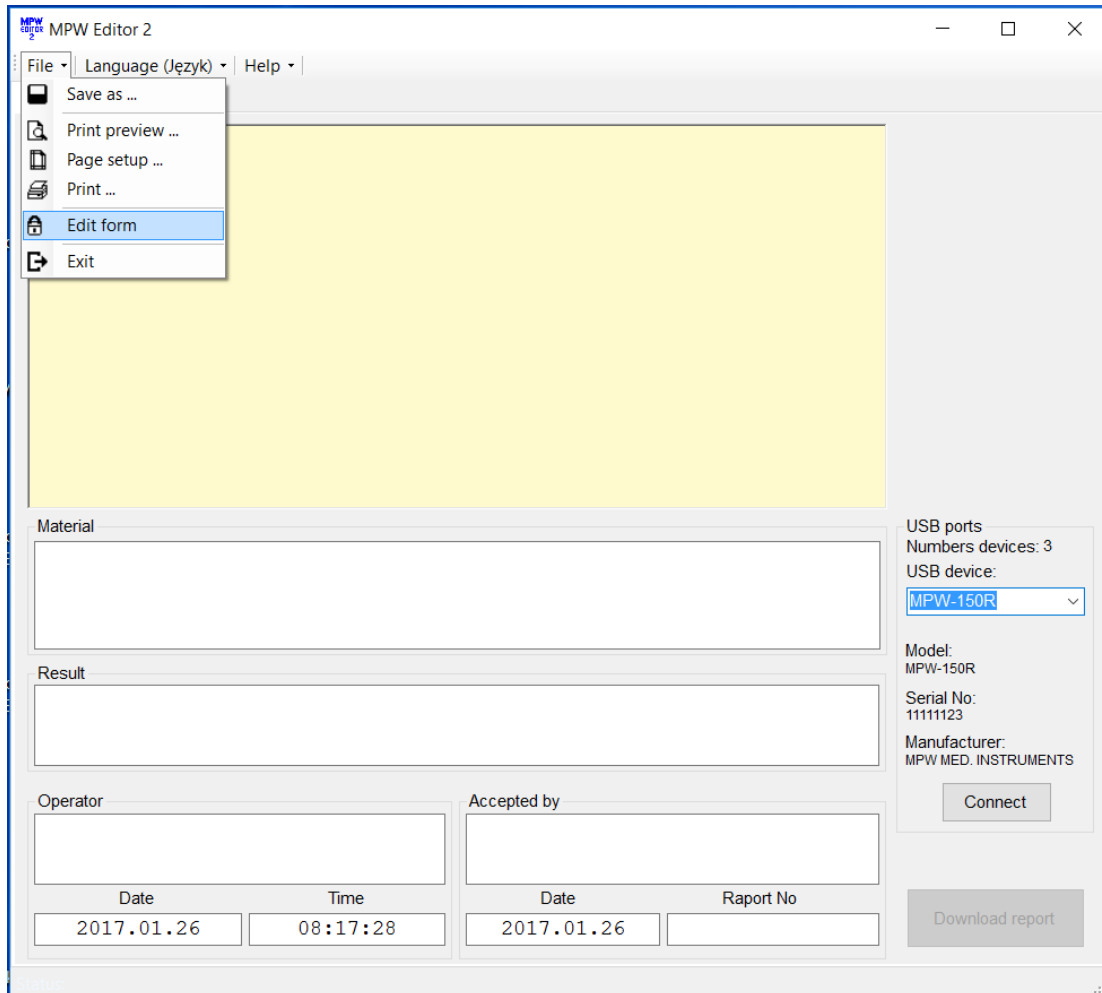 MPW
EDITOR
2
MPW Editor 2
File Language (Język) Help
Save as ...
Print preview ...
Page setup ...
Print ...
Edit form
Exit
Material
Result
Operator
Accepted by
Date Time
Date Raport No
2017.01.26 08:17:28
2017.01.26
USB ports
Numbers devices: 3
USB device:
MPW-150R
Model:
MPW-150R
Serial No:
11111123
Manufacturer:
MPW MED. INSTRUMENTS
Connect
Download report